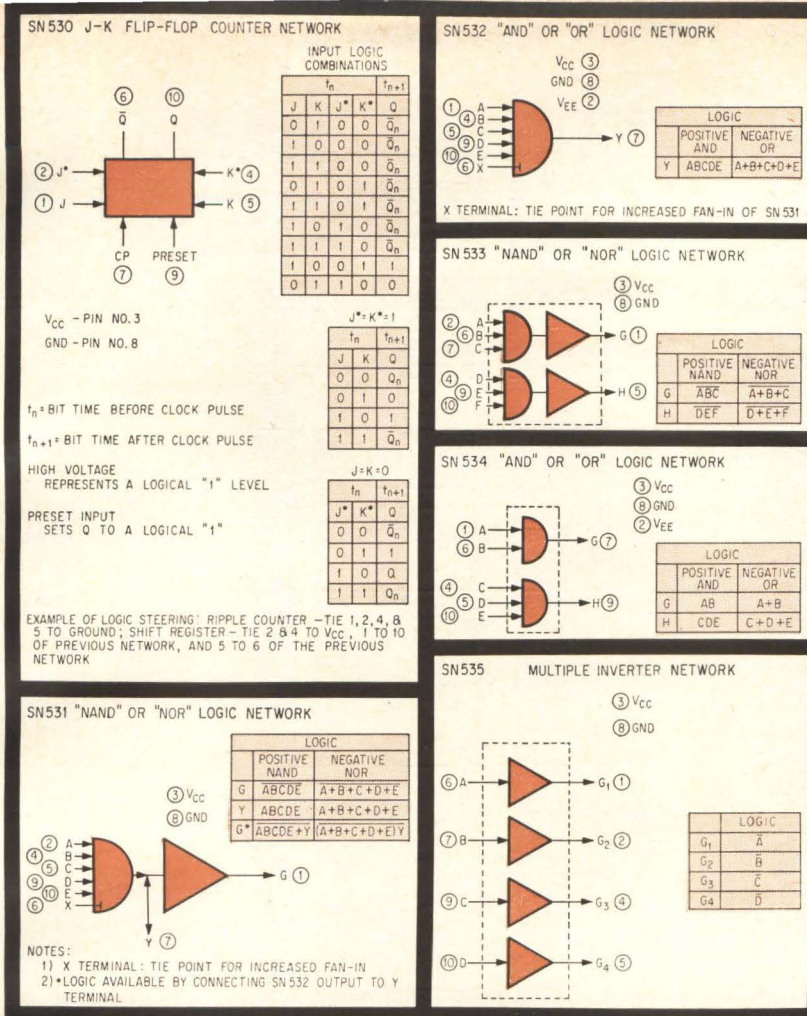 SN530 J-K FLIP-FLOP COUNTER NETWORK
INPUT LOGIC
COMBINATIONS
tn tn+1
J K J* K* Q
0 1 0 0 Q̄n
1 0 0 0 Q̄n
1 1 0 0 Q̄n
0 1 0 1 Q̄n
1 1 0 1 Q̄n
1 0 1 0 Q̄n
1 1 1 0 Q̄n
1 0 0 1 1
0 1 1 0 0
⑥ ⑩
Q̄ Q
② J* K* ④
① J K ⑤
CP PRESET
⑦ ⑨
VCC - PIN NO. 3
GND - PIN NO. 8
J*=K*=1
tn tn+1
J K Q
0 0 Qn
0 1 0
1 0 1
1 1 Q̄n
tn = BIT TIME BEFORE CLOCK PULSE
tn+1 = BIT TIME AFTER CLOCK PULSE
HIGH VOLTAGE
REPRESENTS A LOGICAL "1" LEVEL
PRESET INPUT
SETS Q TO A LOGICAL "1"
J=K=0
tn tn+1
J* K* Q
0 0 Q̄n
0 1 1
1 0 Q
1 1 Qn
EXAMPLE OF LOGIC STEERING: RIPPLE COUNTER - TIE 1, 2, 4, &
5 TO GROUND; SHIFT REGISTER - TIE 2 & 4 TO VCC, 1 TO 10
OF PREVIOUS NETWORK, AND 5 TO 6 OF THE PREVIOUS
NETWORK
SN531 "NAND" OR "NOR" LOGIC NETWORK
LOGIC
POSITIVE NAND NEGATIVE NOR
G A̅B̅C̅D̅E̅ A̅+̅B̅+̅C̅+̅D̅+̅E̅
Y ABCDE A+B+C+D+E
G* A̅B̅C̅D̅E̅+̅Y̅ (̅A̅+̅B̅+̅C̅+̅D̅+̅E̅)̅Y̅
③ VCC
⑧ GND
② A
④ B
⑤ C
⑨ D
⑩ E
⑥ X
G ①
Y ⑦
NOTES:
1) X TERMINAL: TIE POINT FOR INCREASED FAN-IN
2) *LOGIC AVAILABLE BY CONNECTING SN532 OUTPUT TO Y
TERMINAL
SN532 "AND" OR "OR" LOGIC NETWORK
VCC ③
GND ⑧
VEE ②
① A
④ B
⑤ C
⑨ D
⑩ E
⑥ X
Y ⑦
LOGIC
POSITIVE AND NEGATIVE OR
Y ABCDE A+B+C+D+E
X TERMINAL: TIE POINT FOR INCREASED FAN-IN OF SN531
SN533 "NAND" OR "NOR" LOGIC NETWORK
③ VCC
⑧ GND
② A
⑥ B
⑦ C
G ①
④ D
⑨ E
⑩ F
H ⑤
LOGIC
POSITIVE NAND NEGATIVE NOR
G A̅B̅C̅ A̅+̅B̅+̅C̅
H D̅E̅F̅ D̅+̅E̅+̅F̅
SN534 "AND" OR "OR" LOGIC NETWORK
③ VCC
⑧ GND
② VEE
① A
⑥ B
G ⑦
④ C
⑤ D
⑩ E
H ⑨
LOGIC
POSITIVE AND NEGATIVE OR
G AB A+B
H CDE C+D+E
SN535 MULTIPLE INVERTER NETWORK
③ VCC
⑧ GND
⑥ A G1 ①
⑦ B G2 ②
⑨ C G3 ④
⑩ D G4 ⑤
LOGIC
G1 Ā
G2 B̄
G3 C̄
G4 D̄